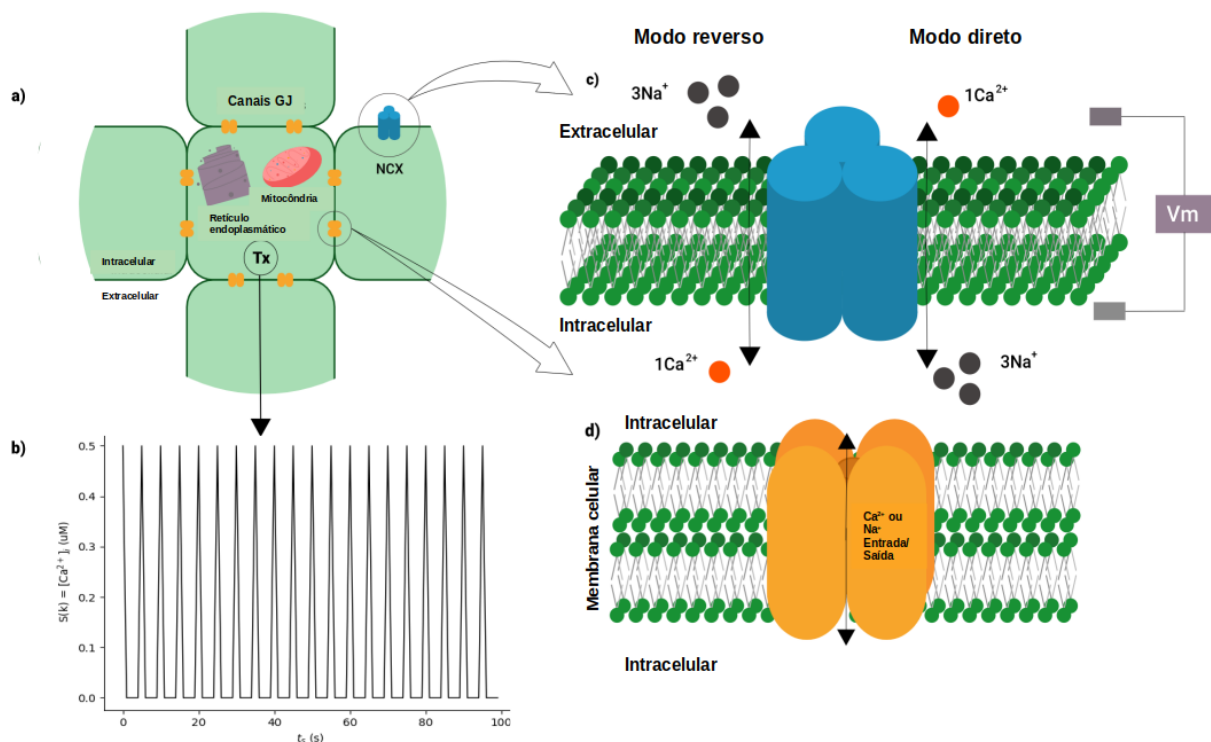 Modo reverso
Modo direto
a)
Canais GJ
NCX
Mitocôndria
Retículo
endoplasmático
Tx
Intracelular
Extracelular
c)
3Na⁺
1Ca²⁺
Extracelular
Vm
Intracelular
1Ca²⁺
3Na⁺
b)
S(k) = [Ca²⁺]ᵢ (uM)
0.5
0.4
0.3
0.2
0.1
0.0
0
20
40
60
80
100
tₛ (s)
d)
Intracelular
Membrana celular
Ca²⁺ ou
Na⁺
Entrada/
Saída
Intracelular